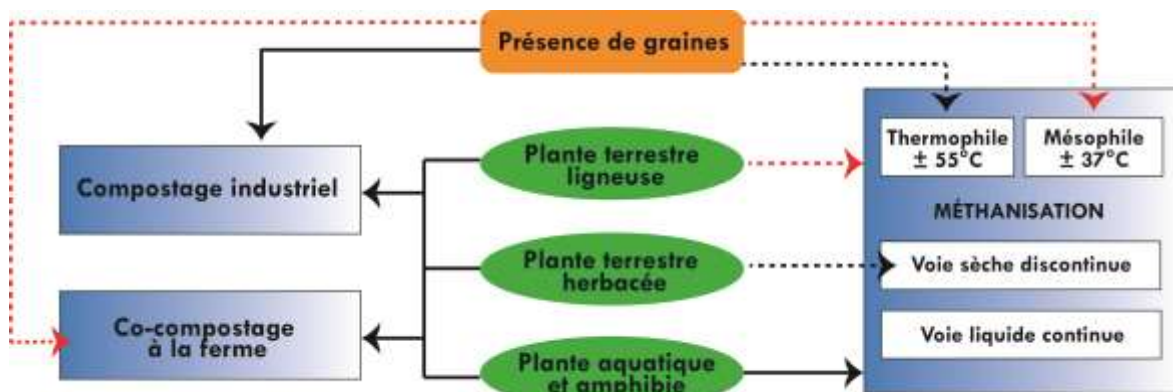 Présence de graines
Thermophile
± 55°C
Mésophile
± 37°C
Plante terrestre
ligneuse
Compostage industriel
MÉTHANISATION
Plante terrestre
herbacée
Voie sèche discontinue
Co-compostage
à la ferme
Voie liquide continue
Plante aquatique
et amphibie